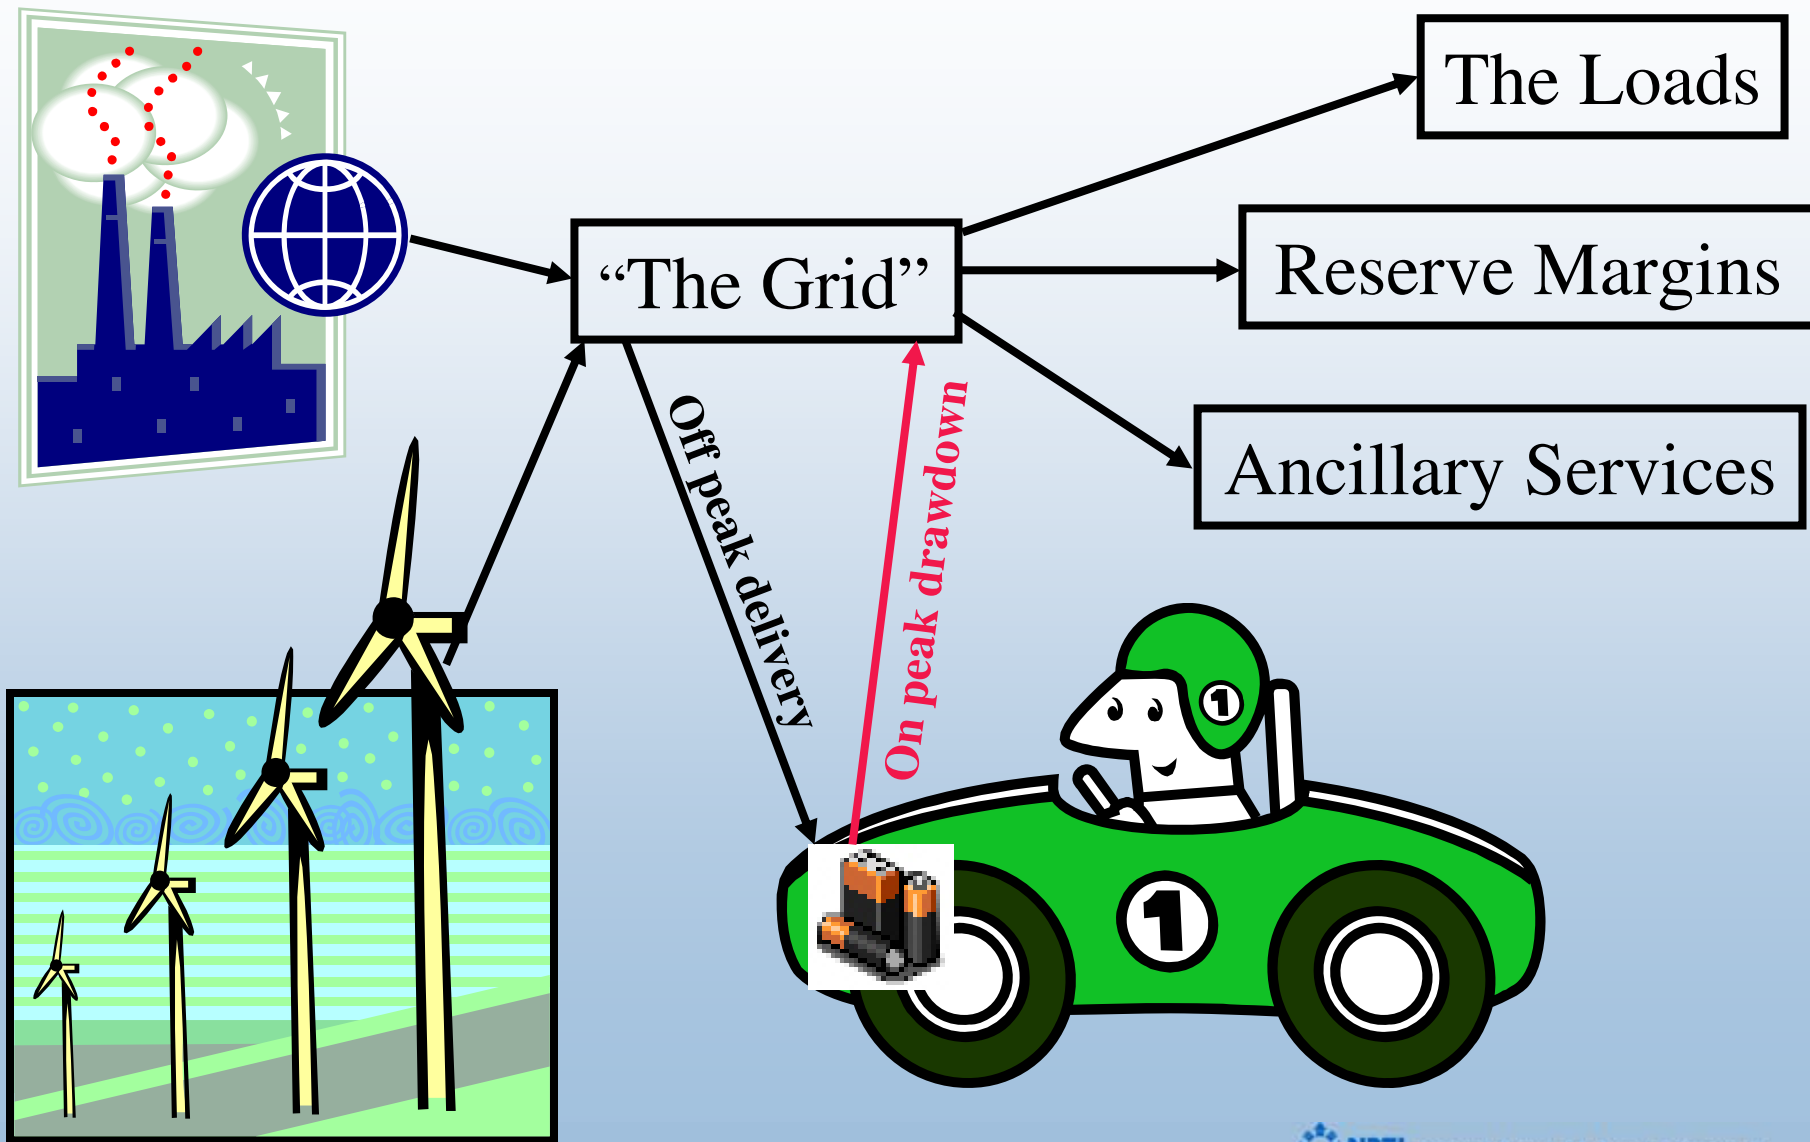 The Loads
“The Grid”
Reserve Margins
Ancillary Services
Off peak delivery
On peak drawdown
1
1